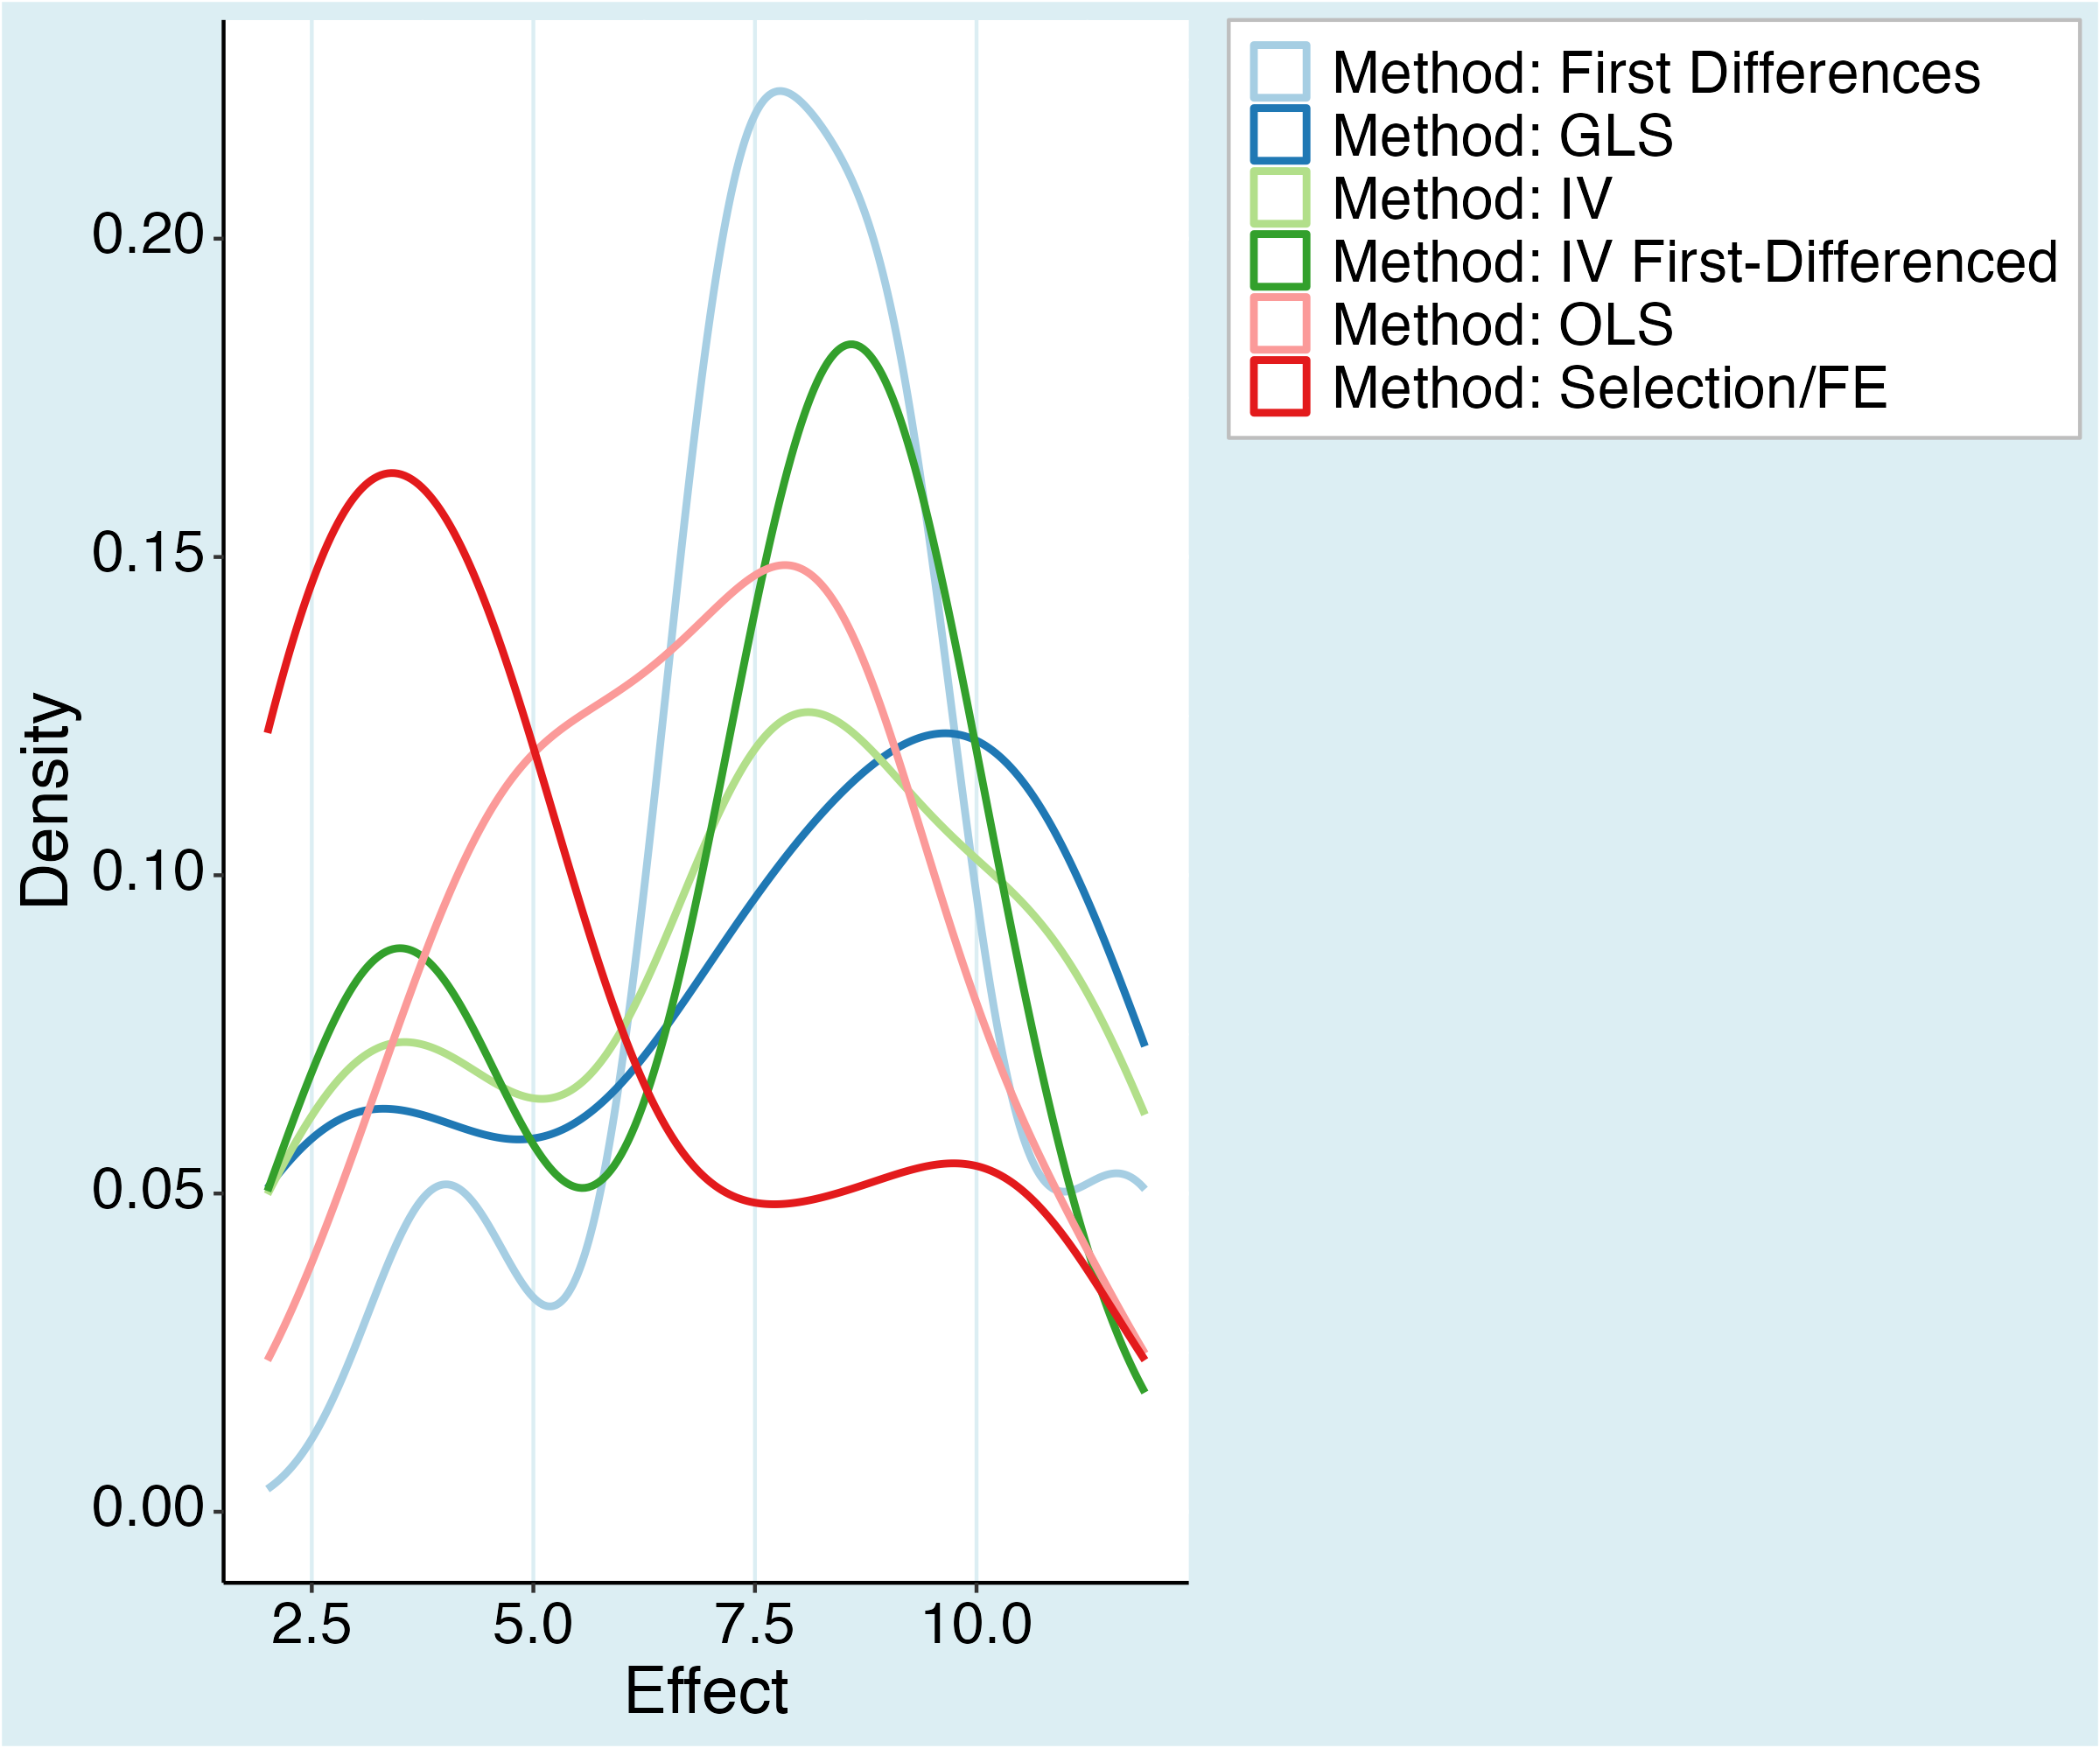 Method: First Differences
Method: GLS
Method: IV
Method: IV First-Differenced
Method: OLS
Method: Selection/FE
Density
0.20
0.15
0.10
0.05
0.00
2.5 5.0 7.5 10.0
Effect